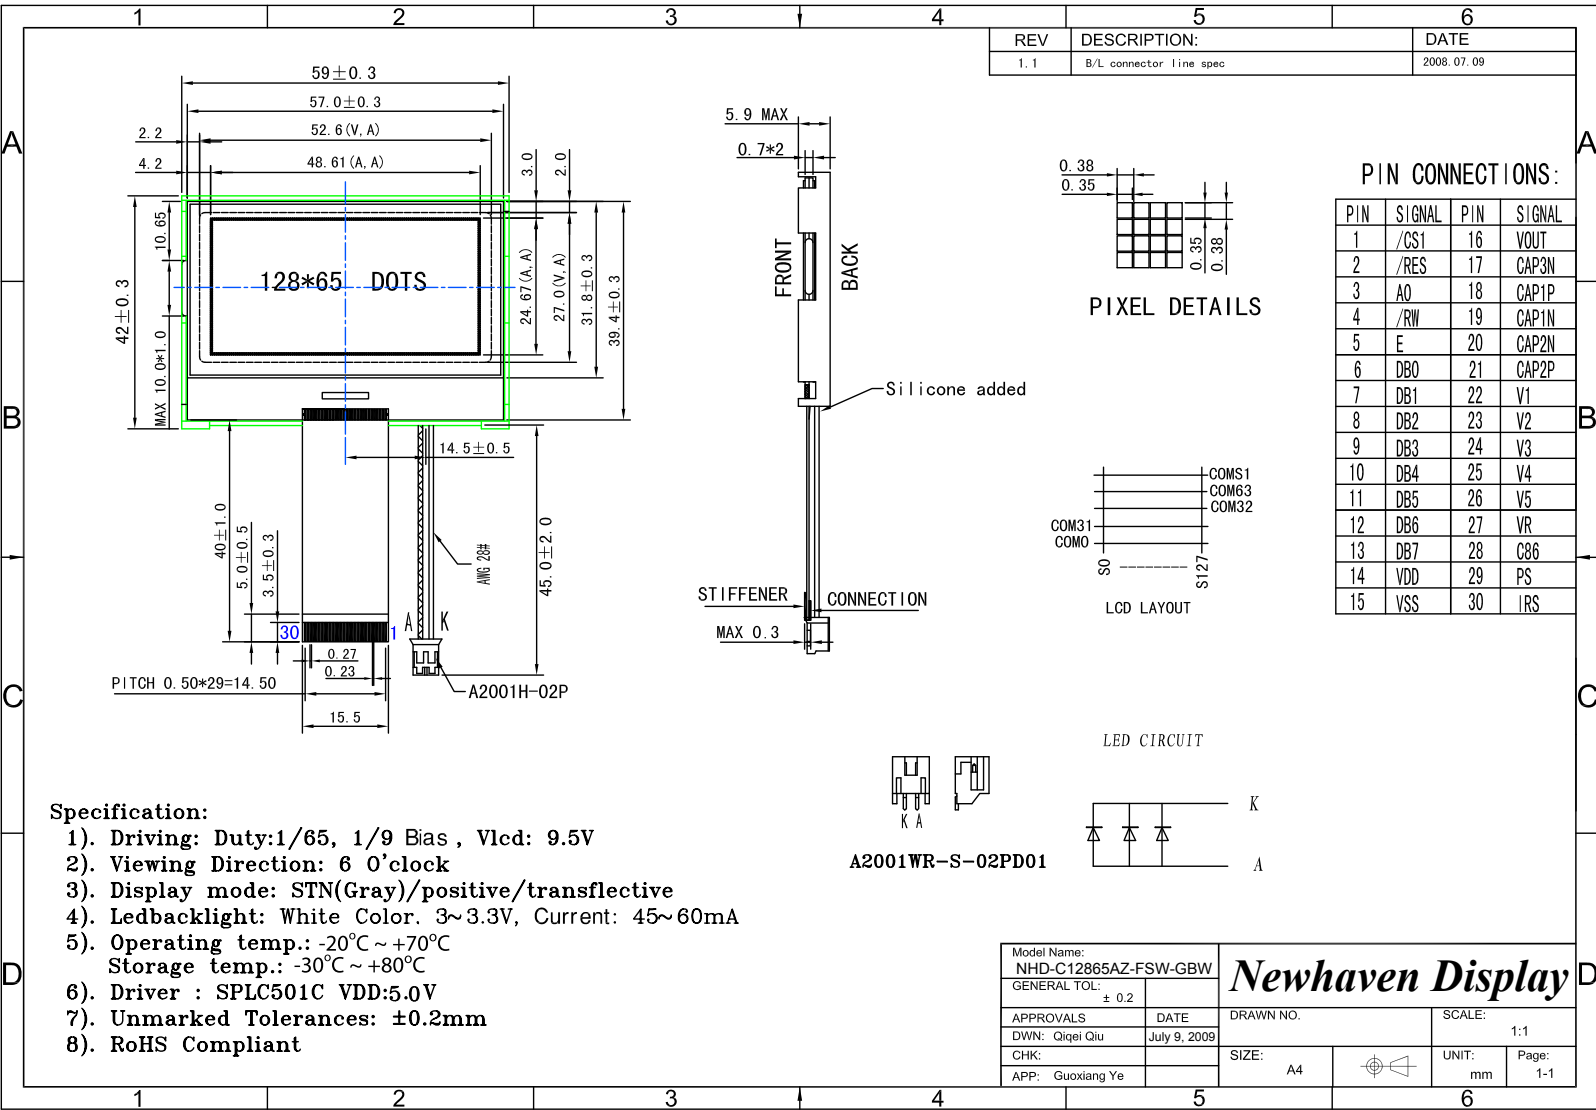 1 2 3 4 5 6
REV DESCRIPTION: DATE
1.1 B/L connector line spec 2008.07.09
A
B
C
D
59±0.3
57.0±0.3
52.6(V,A)
48.61(A,A)
2.2
4.2
3.0
2.0
42±0.3
10.65
MAX 10.0*1.0
128*65 DOTS
24.67(A,A)
27.0(V,A)
31.8±0.3
39.4±0.3
14.5±0.5
40±1.0
5.0±0.5
3.5±0.3
AWG 28#
45.0±2.0
30
1
A K
0.27
0.23
PITCH 0.50*29=14.50
15.5
A2001H-02P
5.9 MAX
0.7*2
FRONT
BACK
Silicone added
STIFFENER
CONNECTION
MAX 0.3
0.38
0.35
0.35
0.38
PIXEL DETAILS
COMS1
COM63
COM32
COM31
COM0
S0
S127
LCD LAYOUT
PIN CONNECTIONS:
PIN SIGNAL PIN SIGNAL
1 /CS1 16 VOUT
2 /RES 17 CAP3N
3 A0 18 CAP1P
4 /RW 19 CAP1N
5 E 20 CAP2N
6 DB0 21 CAP2P
7 DB1 22 V1
8 DB2 23 V2
9 DB3 24 V3
10 DB4 25 V4
11 DB5 26 V5
12 DB6 27 VR
13 DB7 28 C86
14 VDD 29 PS
15 VSS 30 IRS
LED CIRCUIT
K
A
K A
A2001WR-S-02PD01
Specification:
1). Driving: Duty:1/65, 1/9 Bias , Vlcd: 9.5V
2). Viewing Direction: 6 O'clock
3). Display mode: STN(Gray)/positive/transflective
4). Ledbacklight: White Color. 3~3.3V, Current: 45~60mA
5). Operating temp.: -20°C ~ +70°C
Storage temp.: -30°C ~ +80°C
6). Driver : SPLC501C VDD:5.0V
7). Unmarked Tolerances: ±0.2mm
8). RoHS Compliant
Model Name:
NHD-C12865AZ-FSW-GBW
Newhaven Display
GENERAL TOL:
± 0.2
APPROVALS DATE
DWN: Qiqei Qiu July 9, 2009
CHK:
APP: Guoxiang Ye
DRAWN NO.
SCALE:
1:1
SIZE:
A4
UNIT:
mm
Page:
1-1
A
B
C
D
1 2 3 4 5 6